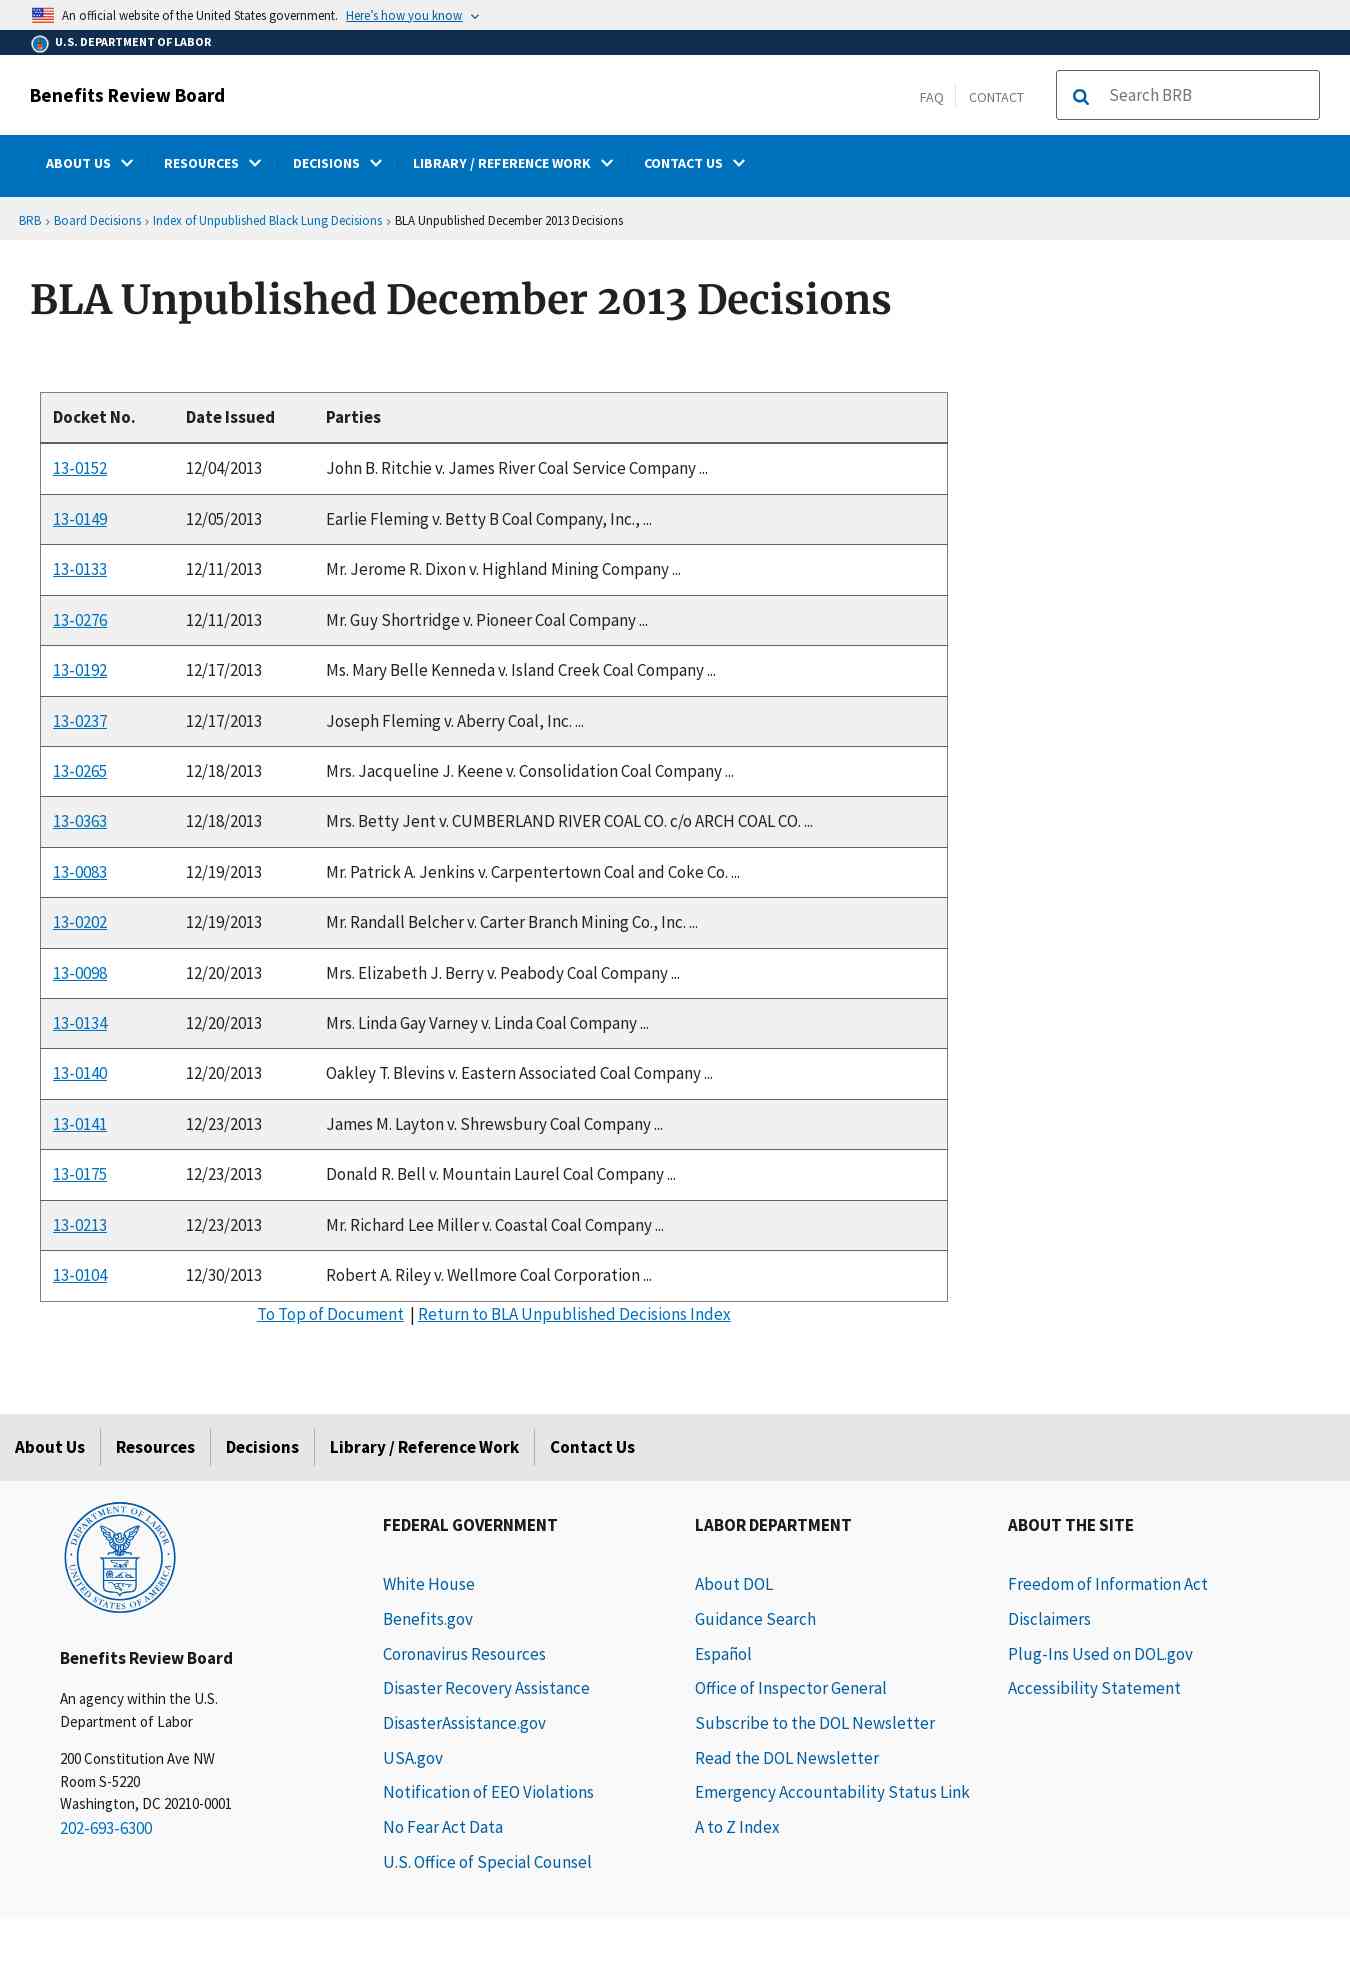 An official website of the United States government. Here's how you know
U.S. DEPARTMENT OF LABOR
Benefits Review Board
FAQ
CONTACT
Search BRB
ABOUT US
RESOURCES
DECISIONS
LIBRARY / REFERENCE WORK
CONTACT US
BRB › Board Decisions › Index of Unpublished Black Lung Decisions › BLA Unpublished December 2013 Decisions
BLA Unpublished December 2013 Decisions
Docket No. Date Issued Parties
13-0152 12/04/2013 John B. Ritchie v. James River Coal Service Company ...
13-0149 12/05/2013 Earlie Fleming v. Betty B Coal Company, Inc., ...
13-0133 12/11/2013 Mr. Jerome R. Dixon v. Highland Mining Company ...
13-0276 12/11/2013 Mr. Guy Shortridge v. Pioneer Coal Company ...
13-0192 12/17/2013 Ms. Mary Belle Kenneda v. Island Creek Coal Company ...
13-0237 12/17/2013 Joseph Fleming v. Aberry Coal, Inc. ...
13-0265 12/18/2013 Mrs. Jacqueline J. Keene v. Consolidation Coal Company ...
13-0363 12/18/2013 Mrs. Betty Jent v. CUMBERLAND RIVER COAL CO. c/o ARCH COAL CO. ...
13-0083 12/19/2013 Mr. Patrick A. Jenkins v. Carpentertown Coal and Coke Co. ...
13-0202 12/19/2013 Mr. Randall Belcher v. Carter Branch Mining Co., Inc. ...
13-0098 12/20/2013 Mrs. Elizabeth J. Berry v. Peabody Coal Company ...
13-0134 12/20/2013 Mrs. Linda Gay Varney v. Linda Coal Company ...
13-0140 12/20/2013 Oakley T. Blevins v. Eastern Associated Coal Company ...
13-0141 12/23/2013 James M. Layton v. Shrewsbury Coal Company ...
13-0175 12/23/2013 Donald R. Bell v. Mountain Laurel Coal Company ...
13-0213 12/23/2013 Mr. Richard Lee Miller v. Coastal Coal Company ...
13-0104 12/30/2013 Robert A. Riley v. Wellmore Coal Corporation ...
To Top of Document | Return to BLA Unpublished Decisions Index
About Us
Resources
Decisions
Library / Reference Work
Contact Us
DEPARTMENT OF LABOR
UNITED STATES OF AMERICA
Benefits Review Board
An agency within the U.S.
Department of Labor
200 Constitution Ave NW
Room S-5220
Washington, DC 20210-0001
202-693-6300
FEDERAL GOVERNMENT
White House
Benefits.gov
Coronavirus Resources
Disaster Recovery Assistance
DisasterAssistance.gov
USA.gov
Notification of EEO Violations
No Fear Act Data
U.S. Office of Special Counsel
LABOR DEPARTMENT
About DOL
Guidance Search
Español
Office of Inspector General
Subscribe to the DOL Newsletter
Read the DOL Newsletter
Emergency Accountability Status Link
A to Z Index
ABOUT THE SITE
Freedom of Information Act
Disclaimers
Plug-Ins Used on DOL.gov
Accessibility Statement